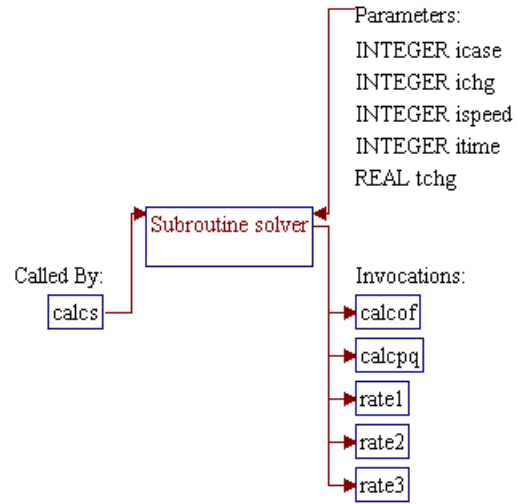 Parameters:
INTEGER icase
INTEGER ichg
INTEGER ispeed
INTEGER itime
REAL tchg
Subroutine solver
Called By:
calcs
Invocations:
calcof
calcpq
rate1
rate2
rate3